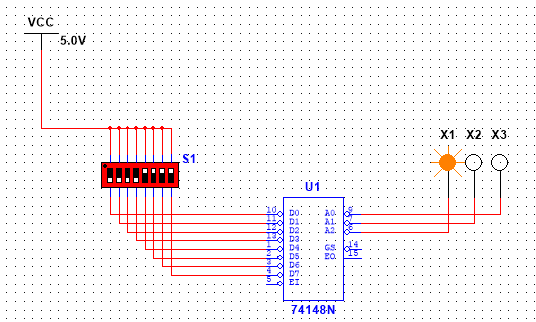 VCC
5.0V
X1 X2 X3
S1
U1
10 D0 A0 9
11 D1 A1 7
12 D2 A2 6
13 D3
1 D4 GS 14
2 D5 EO 15
3 D6
4 D7
5 EI
74148N